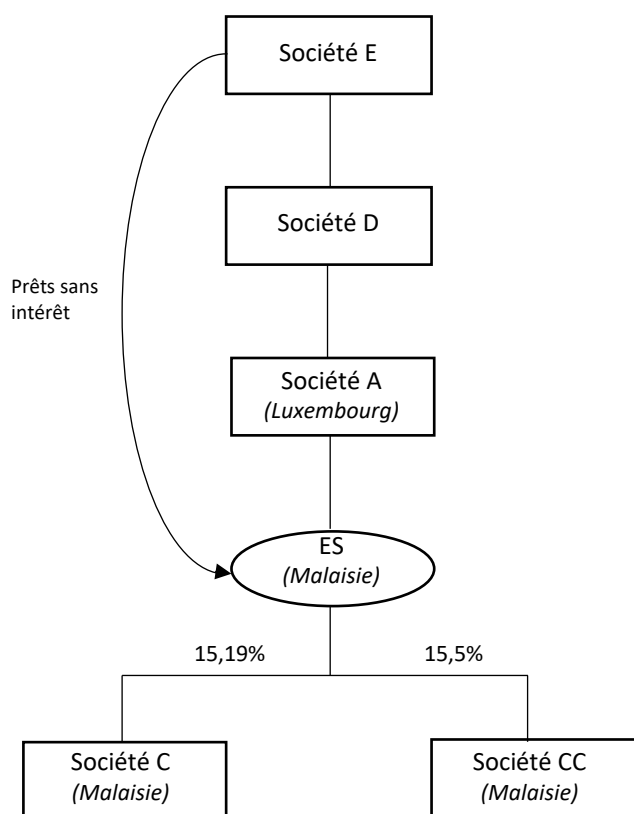 Société E
Société D
Prêts sans
intérêt
Société A
(Luxembourg)
ES
(Malaisie)
15,19%
15,5%
Société C
(Malaisie)
Société CC
(Malaisie)